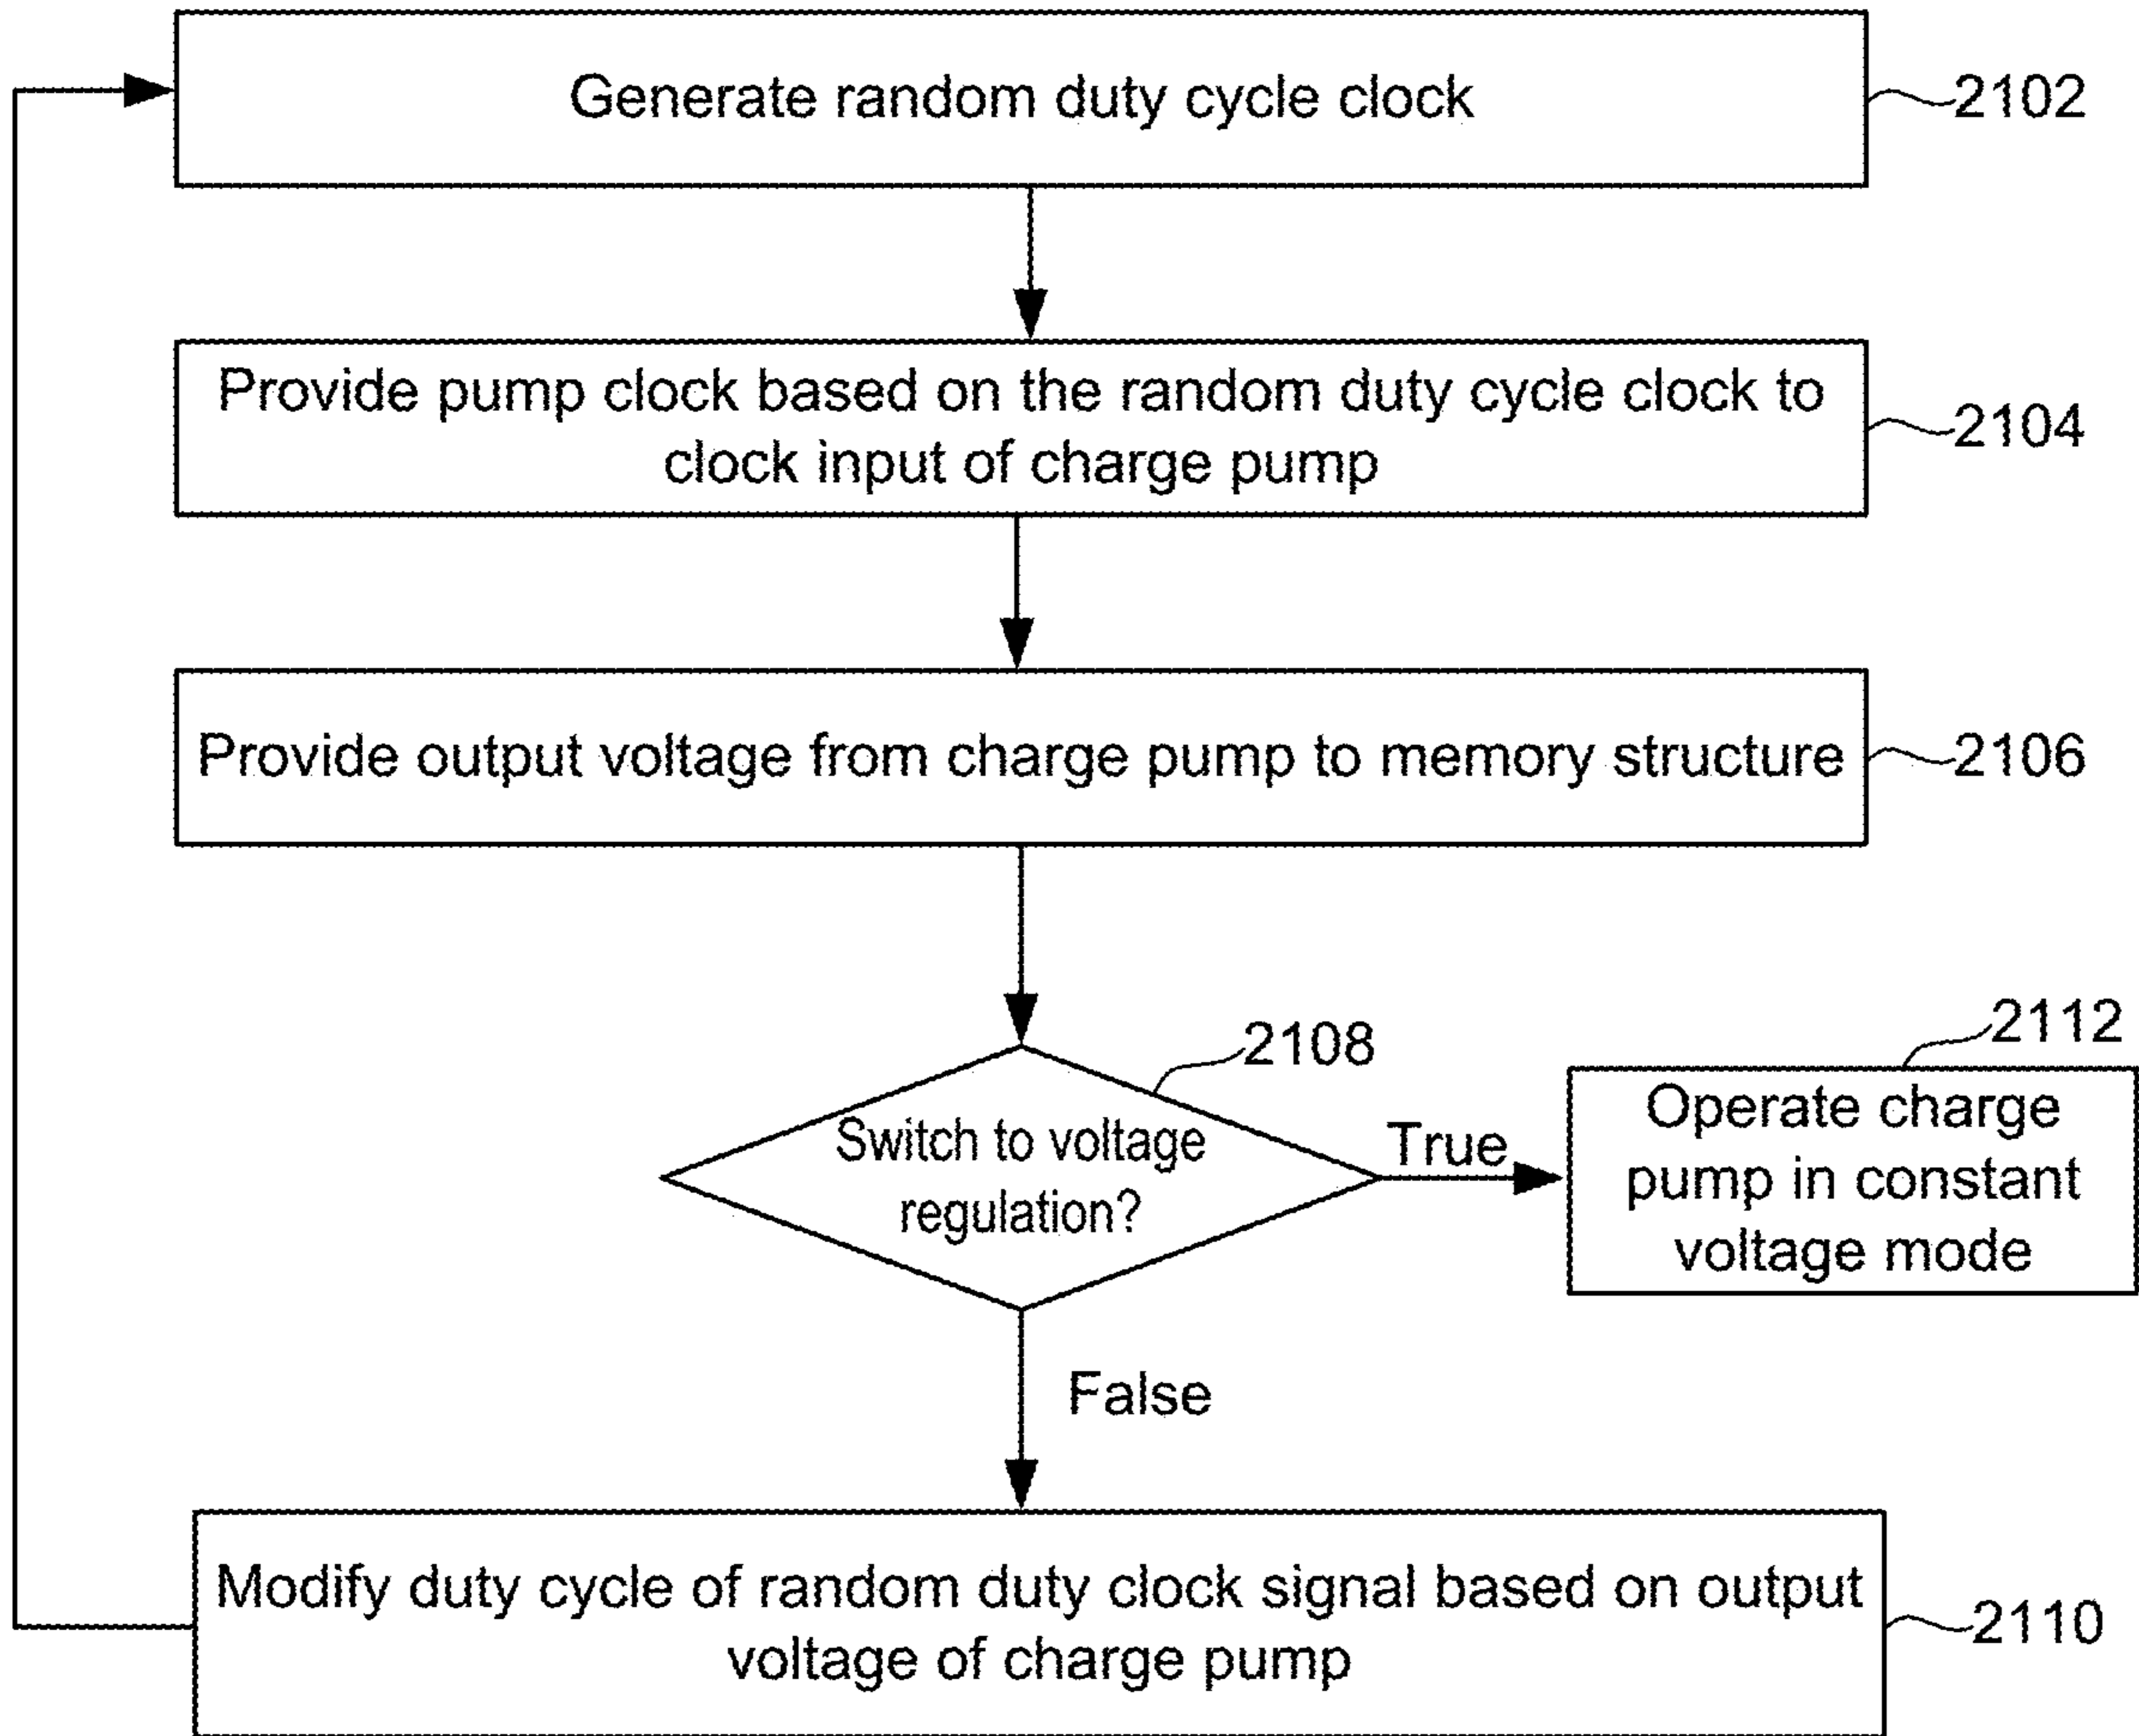 Generate random duty cycle clock
2102
Provide pump clock based on the random duty cycle clock to
clock input of charge pump
2104
Provide output voltage from charge pump to memory structure
2106
2108
Switch to voltage
regulation?
True
2112
Operate charge
pump in constant
voltage mode
False
Modify duty cycle of random duty clock signal based on output
voltage of charge pump
2110